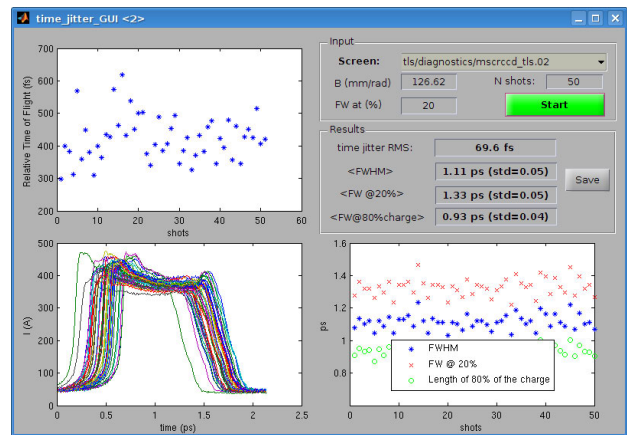 time_jitter_GUI <2>
700
600
500
400
300
200
Relative Time of Flight (fs)
0
10
20
30
40
50
60
shots
Input
Screen:
tls/diagnostics/mscrccd_tls.02
B (mm/rad)
126.62
N shots:
50
FW at (%)
20
Start
Results
time jitter RMS:
69.6 fs
<FWHM>
1.11 ps (std=0.05)
<FW @20%>
1.33 ps (std=0.05)
<FW@80%charge>
0.93 ps (std=0.04)
Save
500
400
300
200
100
0
I (A)
0
0.5
1
1.5
2
2.5
time (ps)
1.6
1.4
1.2
1
0.8
0.6
ps
FWHM
FW @ 20%
Length of 80% of the charge
0
10
20
30
40
50
shots